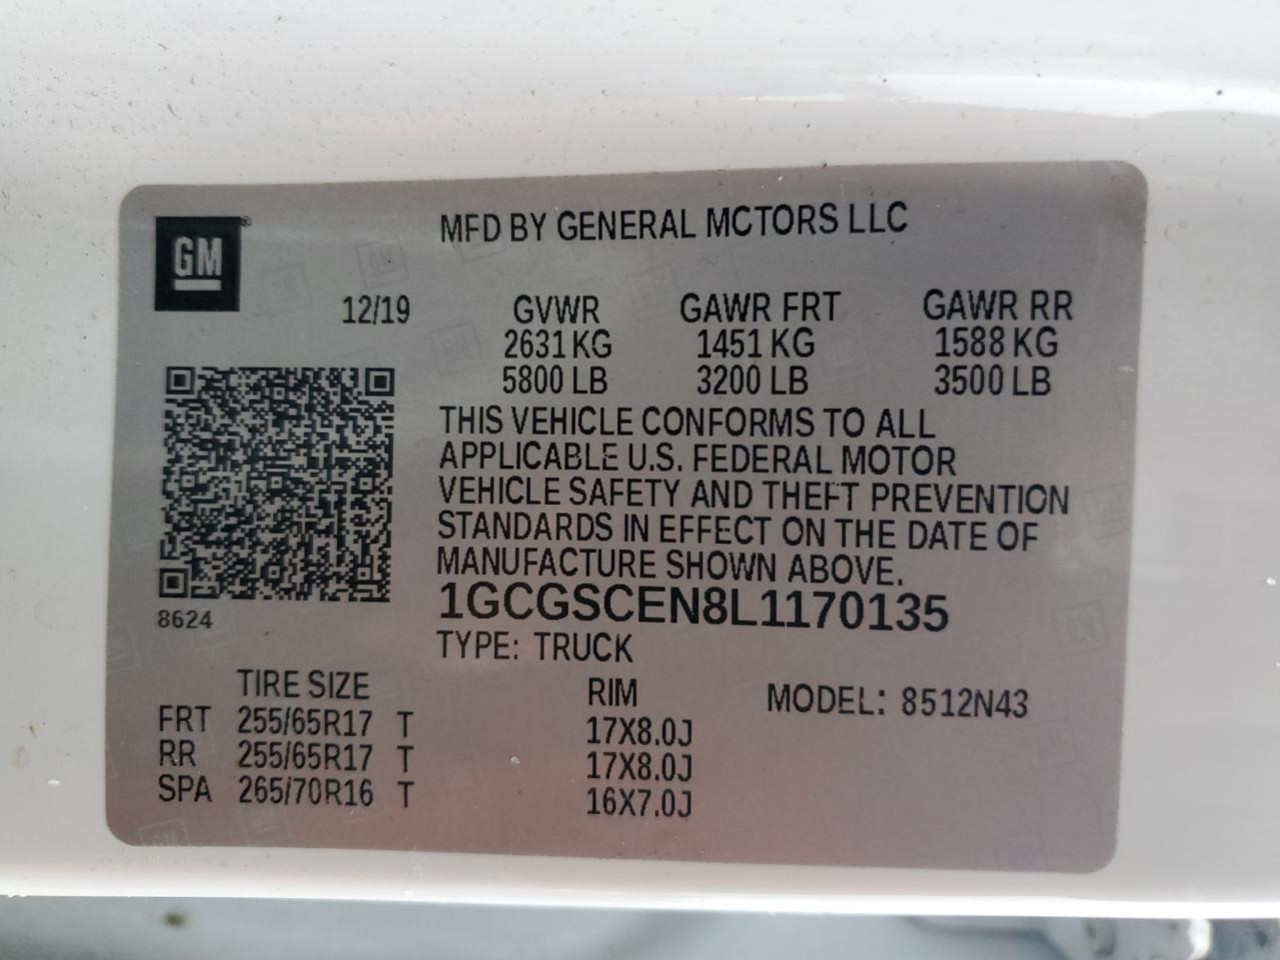 GM
MFD BY GENERAL MOTORS LLC
12/19 GVWR GAWR FRT GAWR RR
2631 KG 1451 KG 1588 KG
5800 LB 3200 LB 3500 LB
THIS VEHICLE CONFORMS TO ALL
APPLICABLE U.S. FEDERAL MOTOR
VEHICLE SAFETY AND THEFT PREVENTION
STANDARDS IN EFFECT ON THE DATE OF
MANUFACTURE SHOWN ABOVE.
8624
1GCGSCEN8L1170135
TYPE: TRUCK
TIRE SIZE RIM MODEL: 8512N43
FRT 255/65R17 T 17X8.0J
RR 255/65R17 T 17X8.0J
SPA 265/70R16 T 16X7.0J